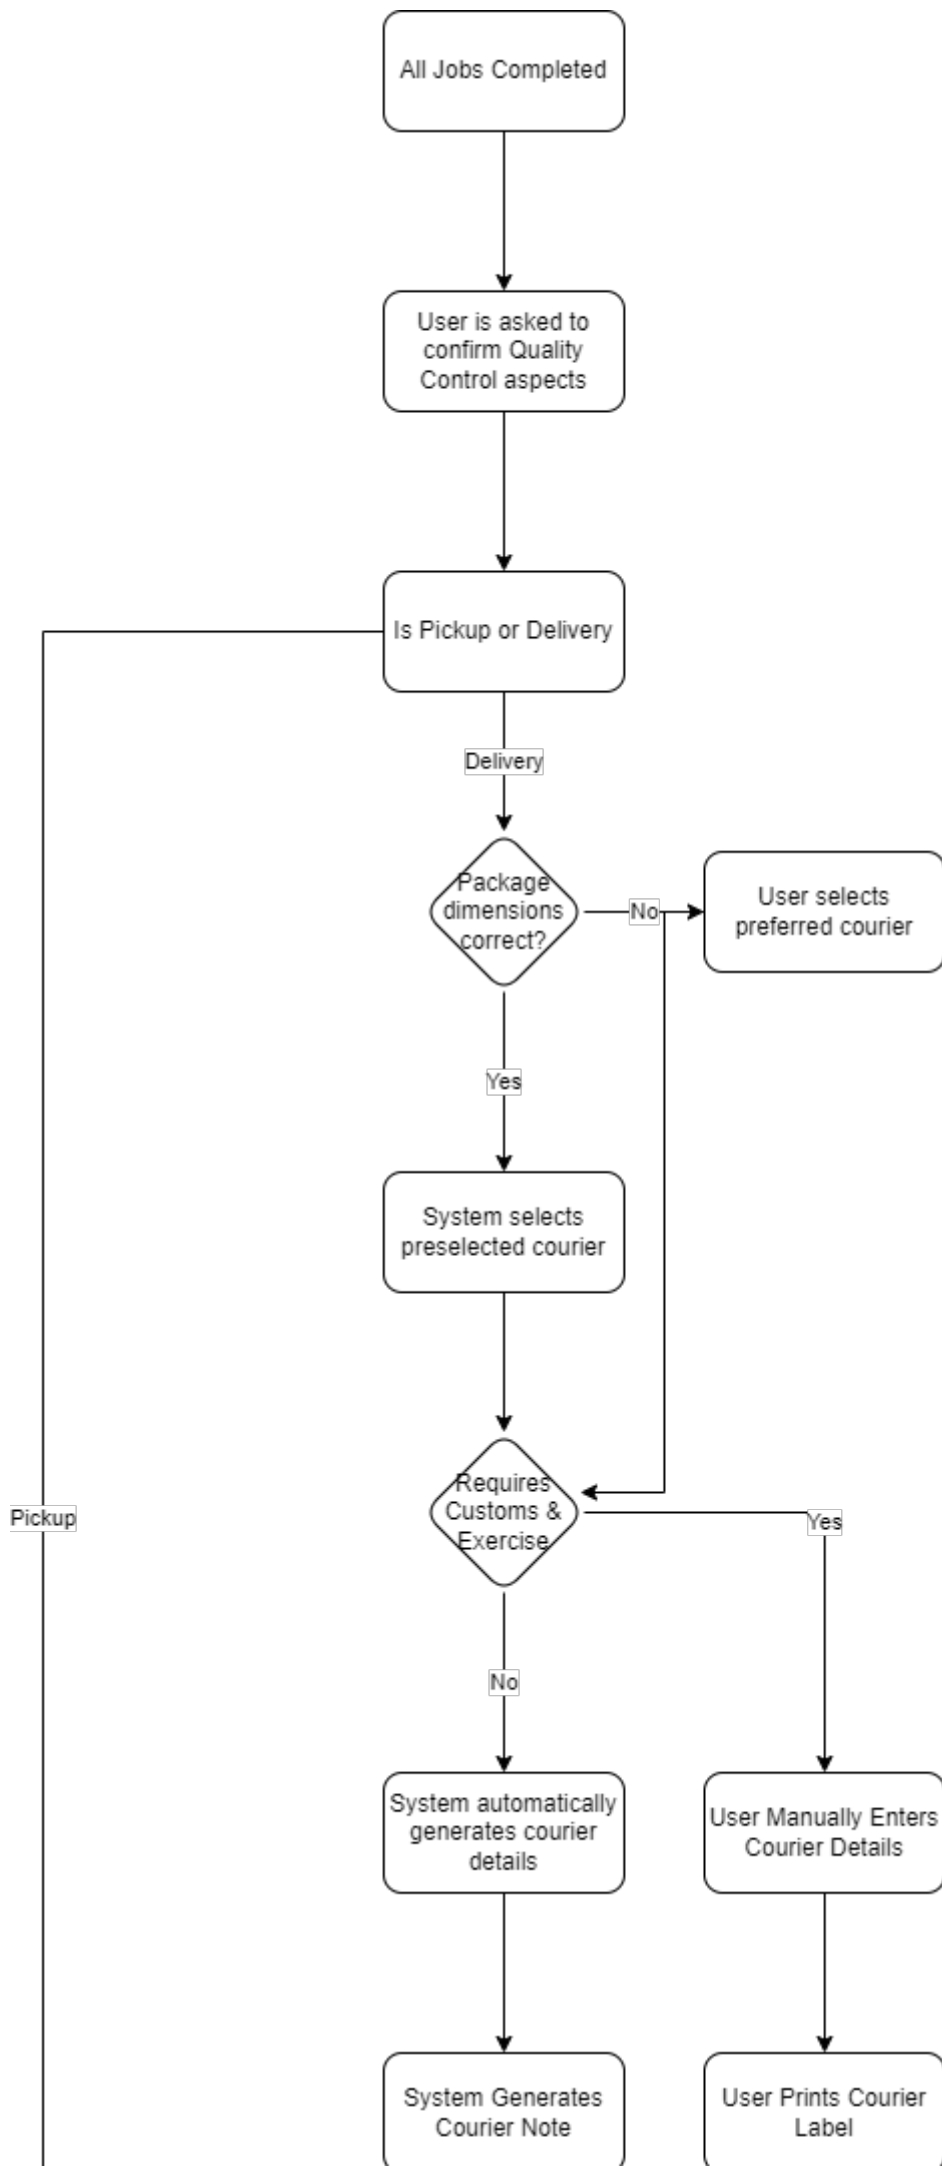 All Jobs Completed
User is asked to
confirm Quality
Control aspects
Is Pickup or Delivery
Delivery
Package
dimensions
correct?
No
User selects
preferred courier
Yes
System selects
preselected courier
Requires
Customs &
Exercise
Pickup
Yes
No
System automatically
generates courier
details
User Manually Enters
Courier Details
System Generates
Courier Note
User Prints Courier
Label